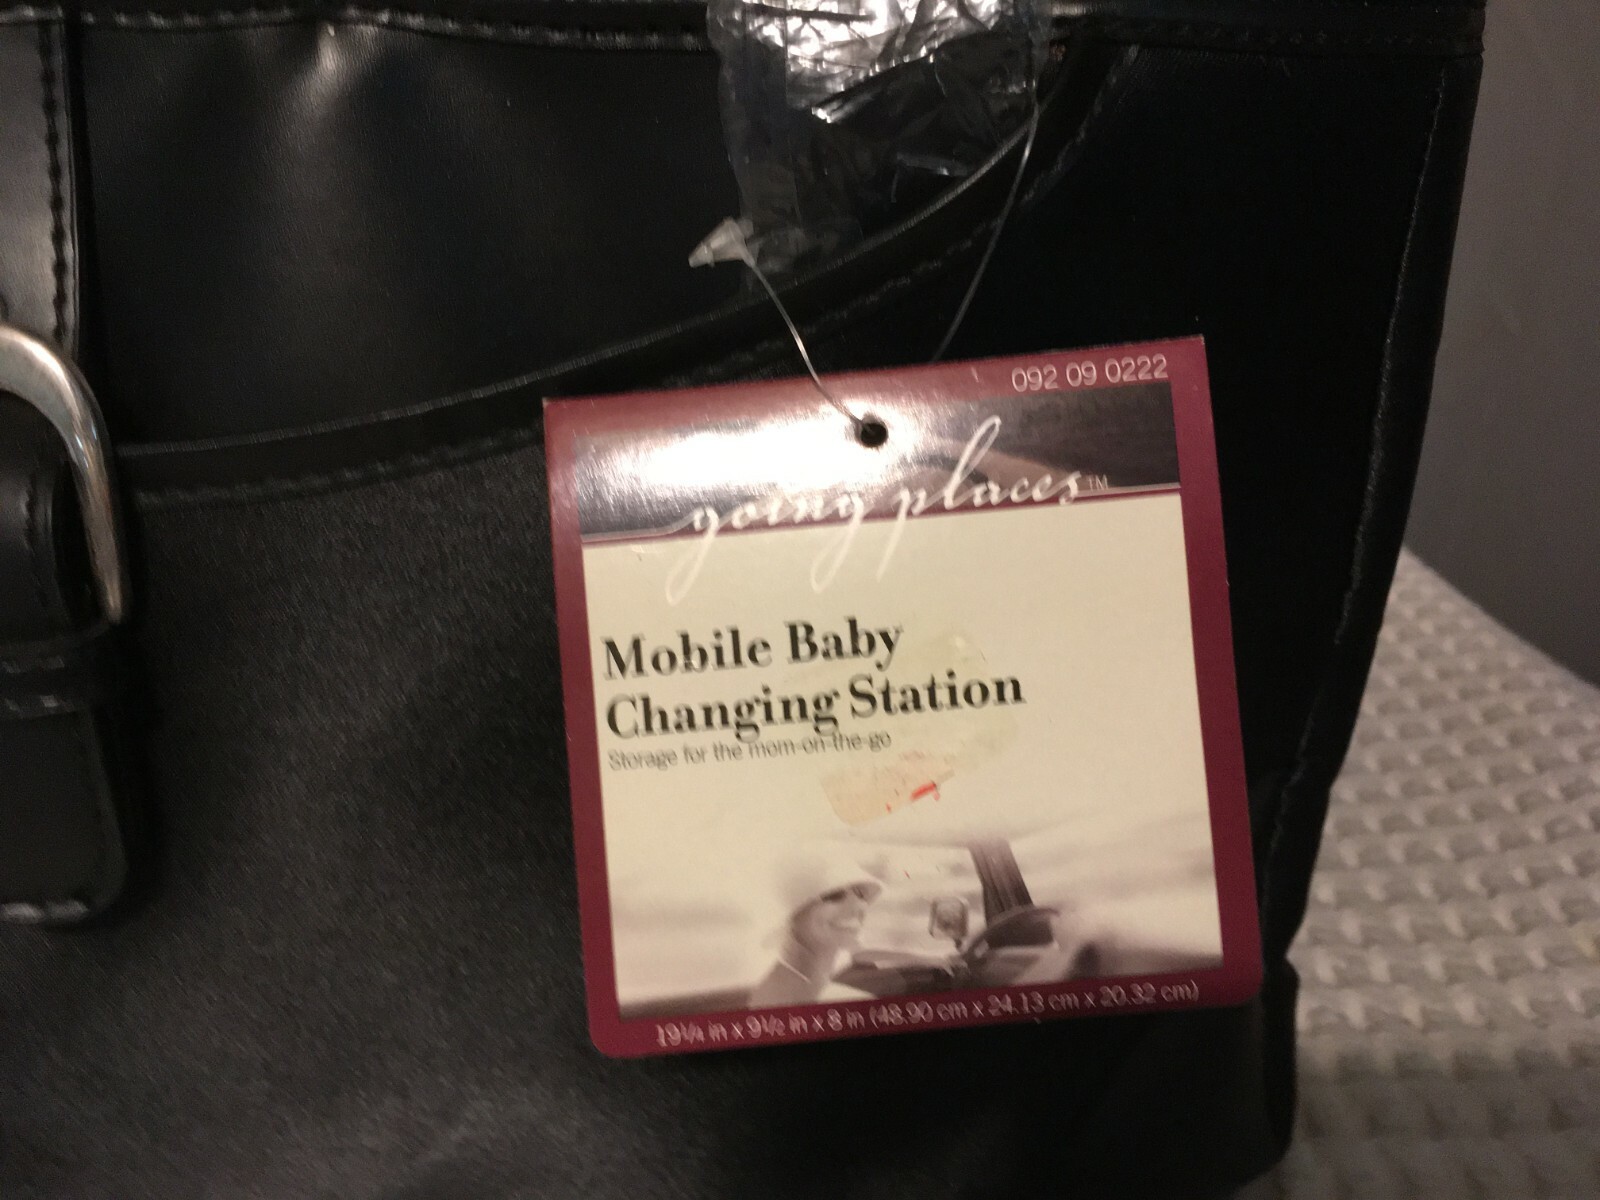 092 09 0222
going places™
Mobile Baby
Changing Station
Storage for the mom-on-the-go
19¼ in x 9½ in x 8 in (48.90 cm x 24.13 cm x 20.32 cm)